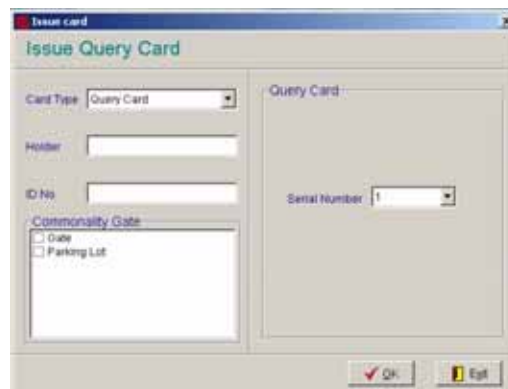 Issue card
Issue Query Card
Card Type Query Card
Holder
ID No
Commonality Gate
Gate
Parking Lot
Query Card
Serial Number 1
OK
Exit